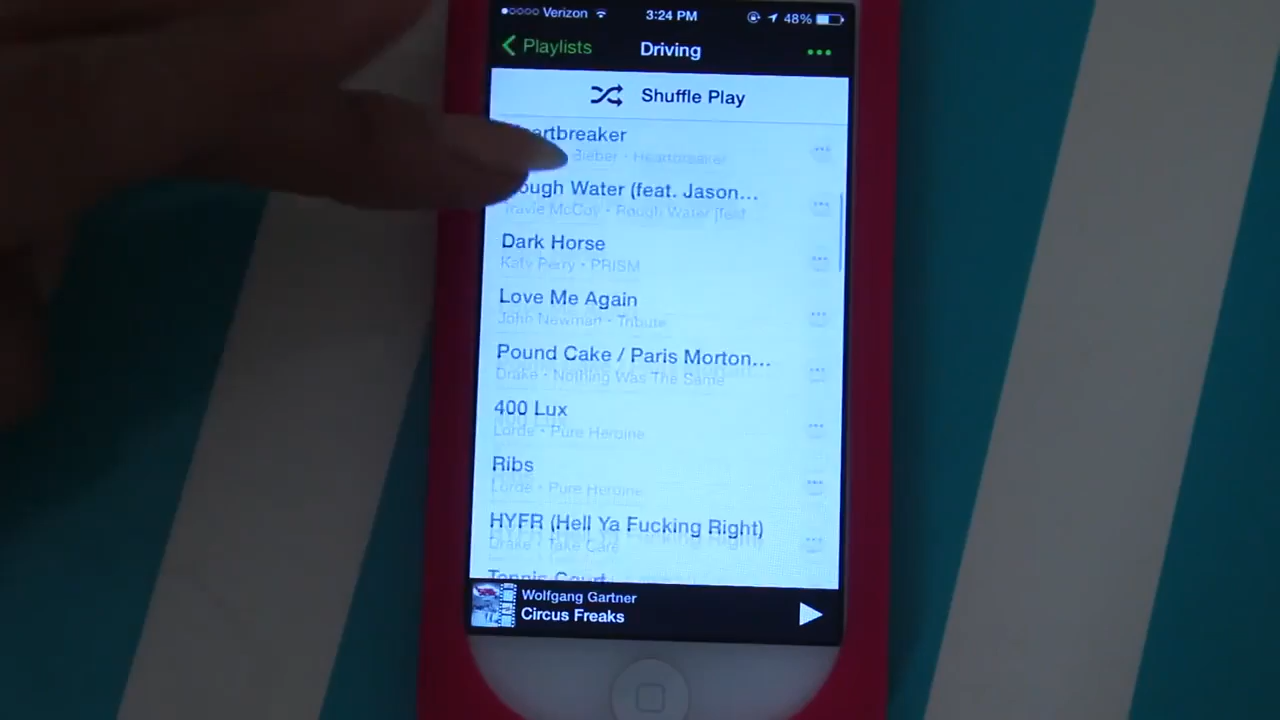 Verizon 3:24 PM 48%
Playlists Driving
Shuffle Play
artbreaker
Bieber • Heartbreaker
ough Water (feat. Jason...
Travie McCoy • Rough Water [feat
Dark Horse
Katy Perry • PRISM
Love Me Again
John Newman • Tribute
Pound Cake / Paris Morton...
Drake • Nothing Was The Same
400 Lux
Lorde • Pure Heroine
Ribs
Lorde • Pure Heroine
HYFR (Hell Ya Fucking Right)
Drake • Take Care
Tennis Court
Wolfgang Gartner
Circus Freaks